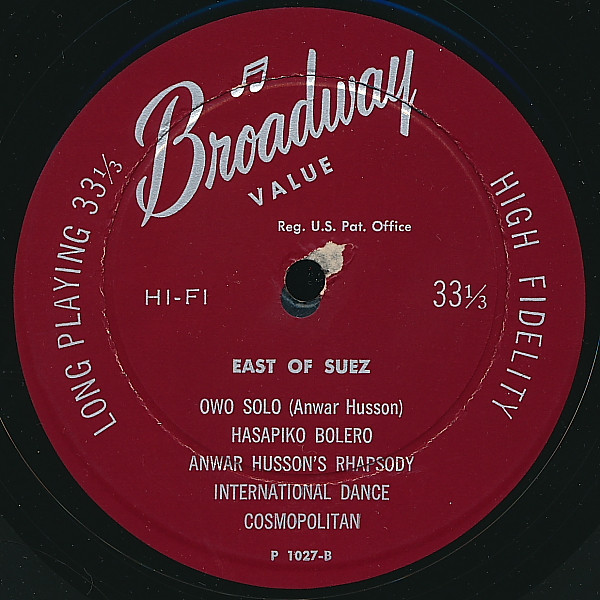 Broadway
VALUE
Reg. U.S. Pat. Office
LONG PLAYING 33⅓
HIGH FIDELITY
HI-FI
33⅓
EAST OF SUEZ
OWO SOLO (Anwar Husson)
HASAPIKO BOLERO
ANWAR HUSSON'S RHAPSODY
INTERNATIONAL DANCE
COSMOPOLITAN
P 1027-B